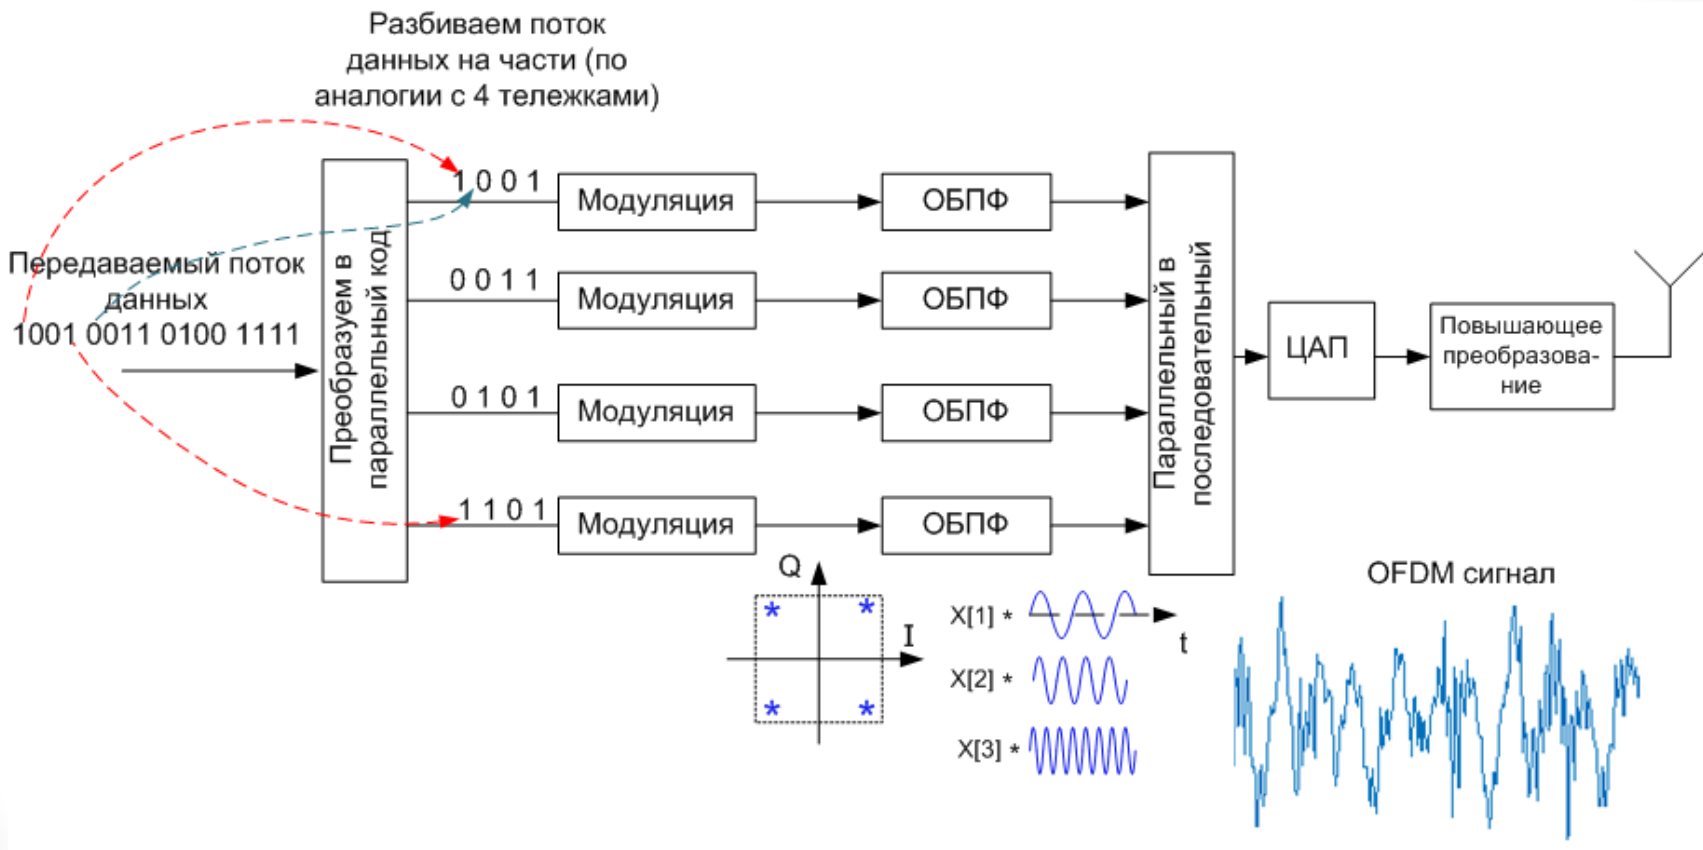 Разбиваем поток
данных на части (по
аналогии с 4 тележками)
Передаваемый поток
данных
1001 0011 0100 1111
Преобразуем в
параллельный код
1 0 0 1
0 0 1 1
0 1 0 1
1 1 0 1
Модуляция
Модуляция
Модуляция
Модуляция
ОБПФ
ОБПФ
ОБПФ
ОБПФ
Параллельный в
последовательный
ЦАП
Повышающее
преобразова-
ние
Q
I
X[1] *
X[2] *
X[3] *
t
OFDM сигнал